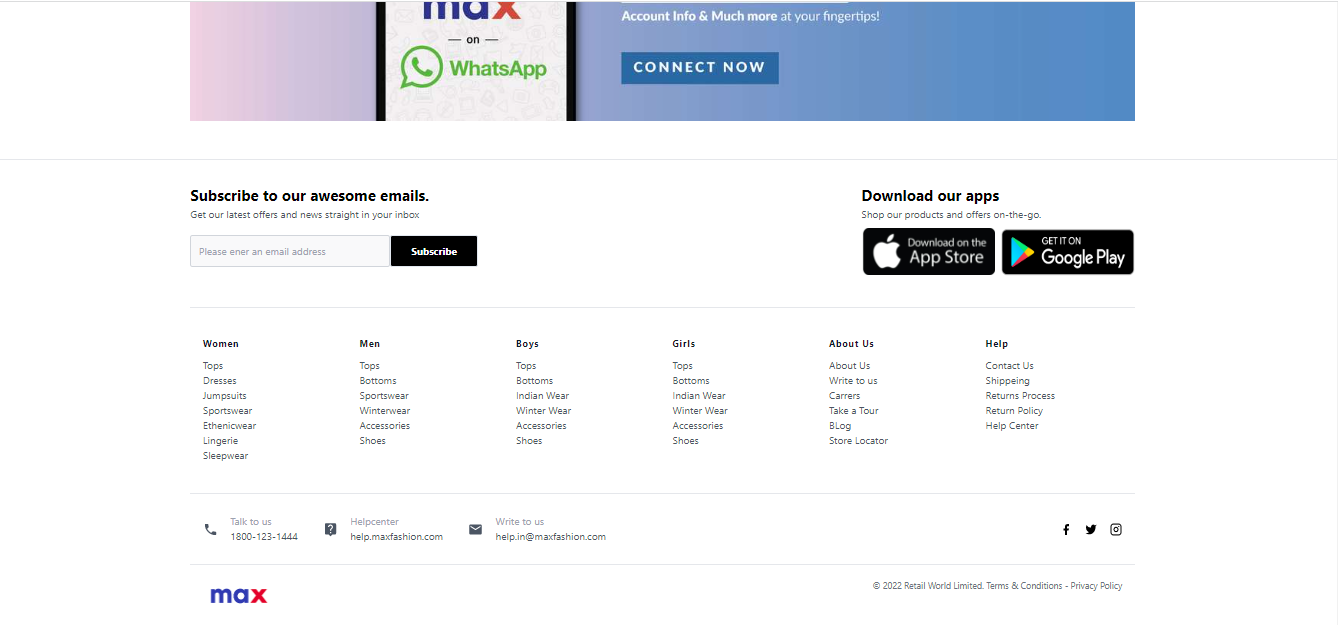 max
Account Info & Much more at your fingertips!
— on —
WhatsApp
CONNECT NOW
Subscribe to our awesome emails.
Get our latest offers and news straight in your inbox
Please ener an email address
Subscribe
Download our apps
Shop our products and offers on-the-go.
Download on the
App Store
GET IT ON
Google Play
Women
Tops
Dresses
Jumpsuits
Sportswear
Ethenicwear
Lingerie
Sleepwear
Men
Tops
Bottoms
Sportswear
Winterwear
Accessories
Shoes
Boys
Tops
Bottoms
Indian Wear
Winter Wear
Accessories
Shoes
Girls
Tops
Bottoms
Indian Wear
Winter Wear
Accessories
Shoes
About Us
About Us
Write to us
Carrers
Take a Tour
BLog
Store Locator
Help
Contact Us
Shippeing
Returns Process
Return Policy
Help Center
Talk to us
1800-123-1444
Helpcenter
help.maxfashion.com
Write to us
help.in@maxfashion.com
max
© 2022 Retail World Limited. Terms & Conditions - Privacy Policy